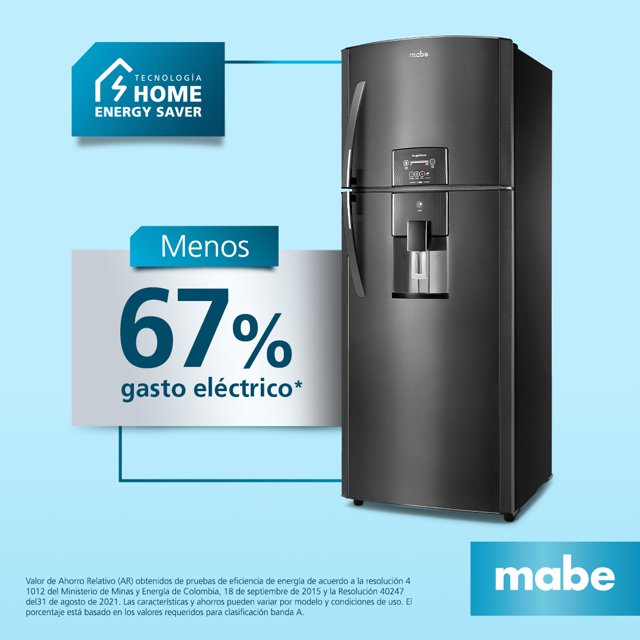 TECNOLOGÍA
HOME
ENERGY SAVER
mabe
Menos
67%
gasto eléctrico*
Valor de Ahorro Relativo (AR) obtenidos de pruebas de eficiencia de energía de acuerdo a la resolución 4
1012 del Ministerio de Minas y Energía de Colombia, 18 de septiembre de 2015 y la Resolución 40247
del31 de agosto de 2021. Las características y ahorros pueden variar por modelo y condiciones de uso. El
porcentaje está basado en los valores requeridos para clasificación banda A.
mabe